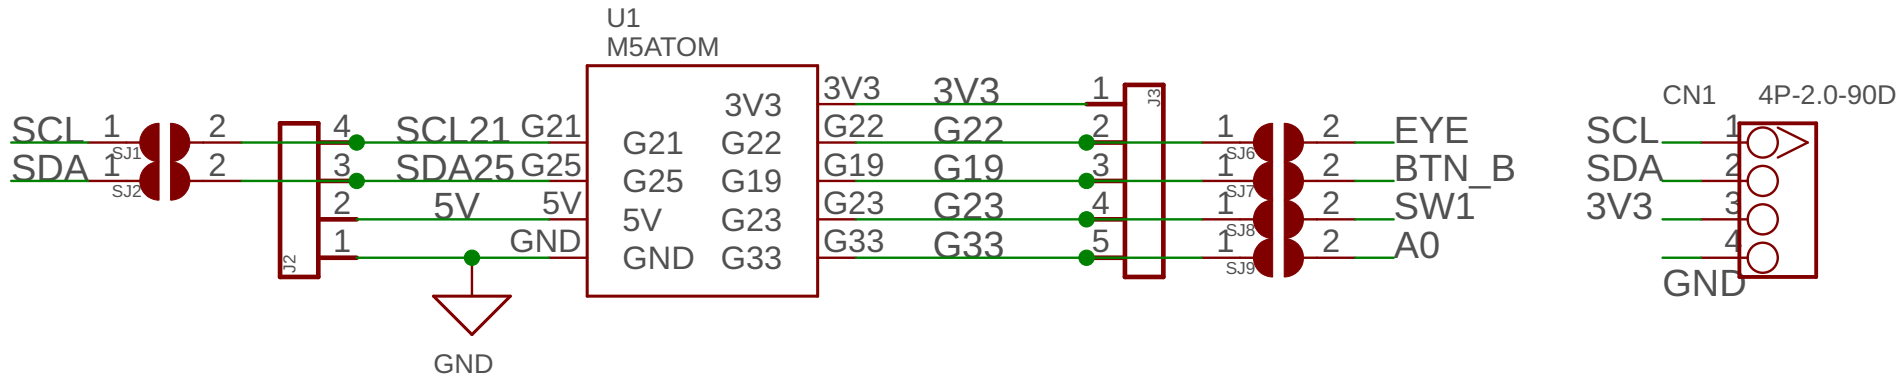 U1
M5ATOM
SCL 1 2 4 SCL21 G21
SJ1
SDA 1 2 3 SDA25 G25
SJ2
2 5V 5V
1 GND
J2
GND
3V3
G21 G22
G25 G19
5V G23
GND G33
3V3 3V3 1
J3
G22 G22 2 1 2 EYE
SJ6
G19 G19 3 1 2 BTN_B
SJ7
G23 G23 4 1 2 SW1
SJ8
G33 G33 5 1 2 A0
SJ9
CN1 4P-2.0-90D
SCL 1
SDA 2
3V3 3
4
GND